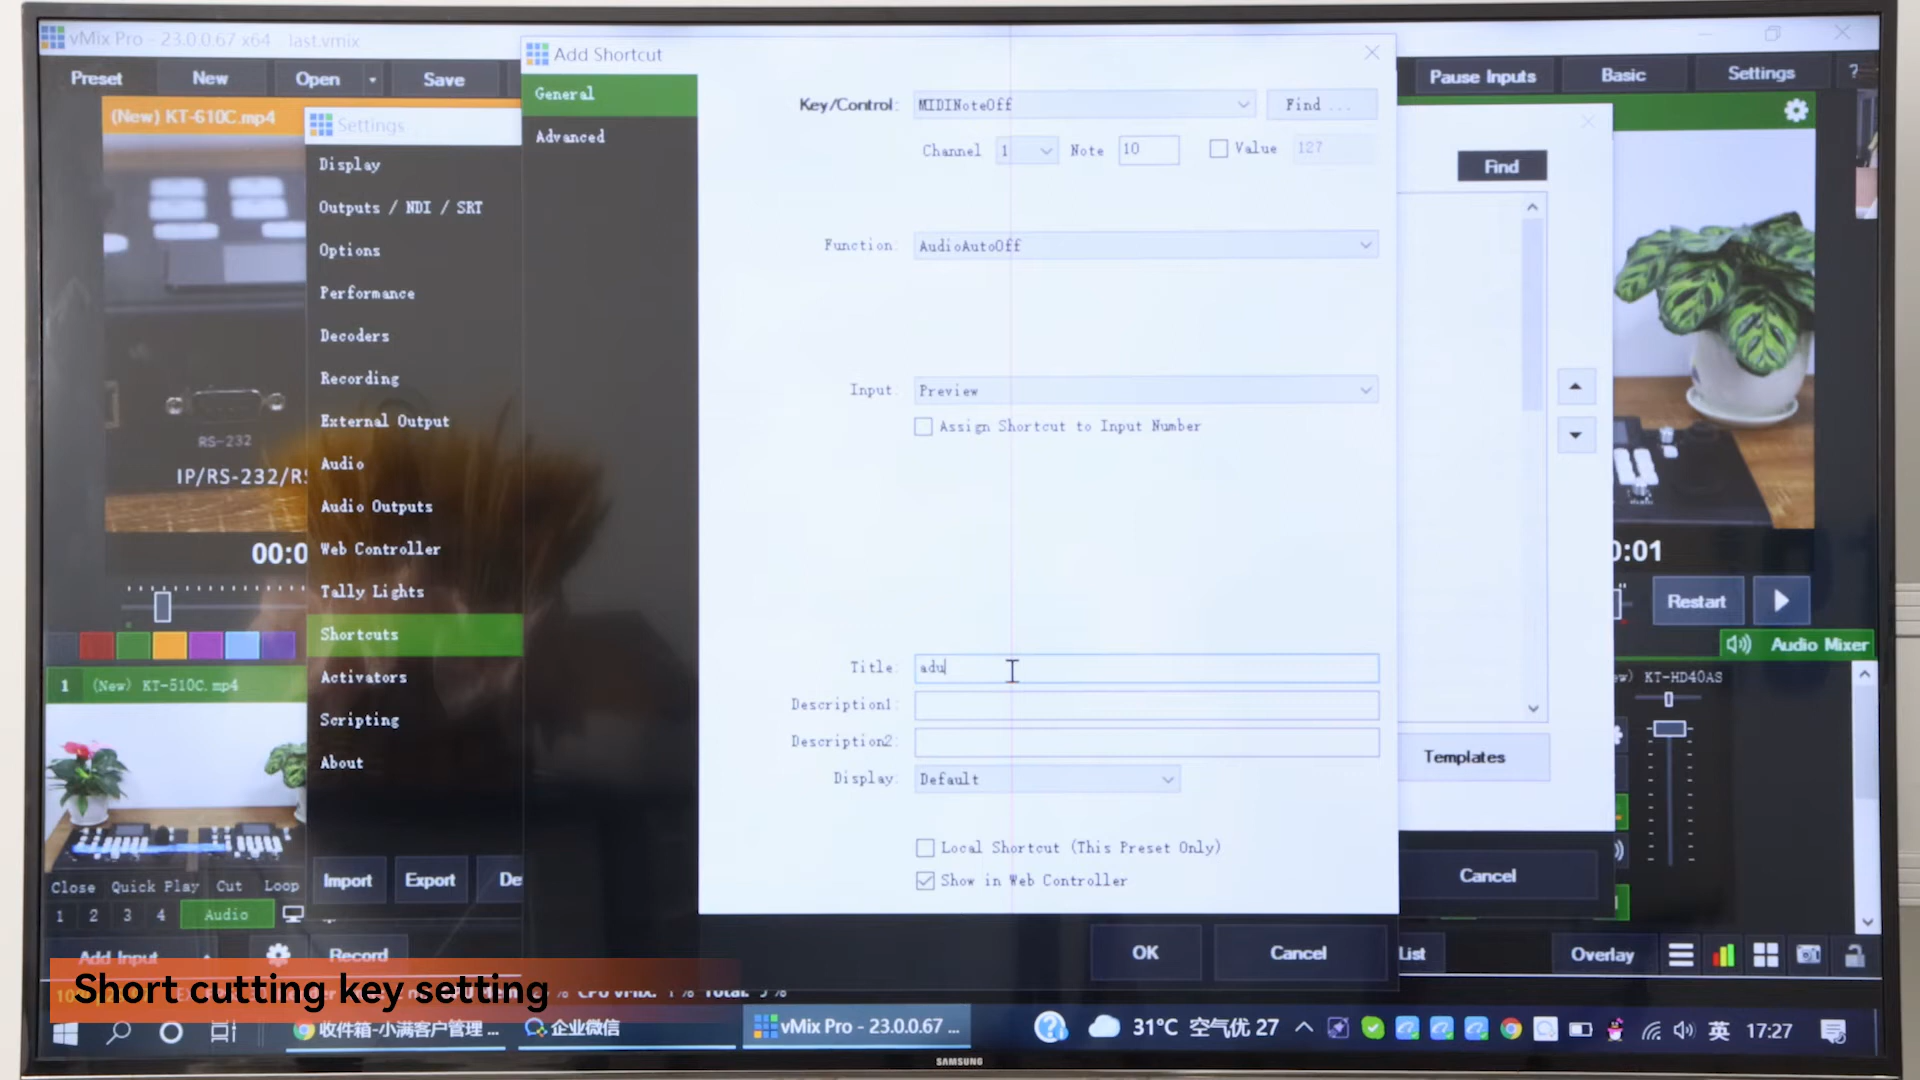 vMix Pro - 23.0.0.67 x64 - last.vmix
Preset
New
Open
Save
Pause Inputs
Basic
Settings
?
(New) KT-610C.mp4
RS-232
IP/RS-232/RS
00:0
Settings
Display
Outputs / NDI / SRT
Options
Performance
Decoders
Recording
External Output
Audio
Audio Outputs
Web Controller
Tally Lights
Shortcuts
Activators
Scripting
About
Import
Export
De
Add Shortcut
General
Advanced
Key/Control:
MIDINoteOff
Find ...
Channel
1
Note
10
Value
127
Function:
AudioAutoOff
Input:
Preview
Assign Shortcut to Input Number
Title:
adu
Description1:
Description2:
Display:
Default
Local Shortcut (This Preset Only)
Show in Web Controller
OK
Cancel
Find
Templates
Cancel
0:01
Restart
Audio Mixer
KT-HD40AS
1
(New) KT-510C.mp4
Close
Quick Play
Cut
Loop
1
2
3
4
Audio
Add Input
Record
List
Overlay
Short cutting key setting
收件箱-小满客户管理 ...
企业微信
vMix Pro - 23.0.0.67 ...
31°C 空气优 27
英
17:27
SAMSUNG